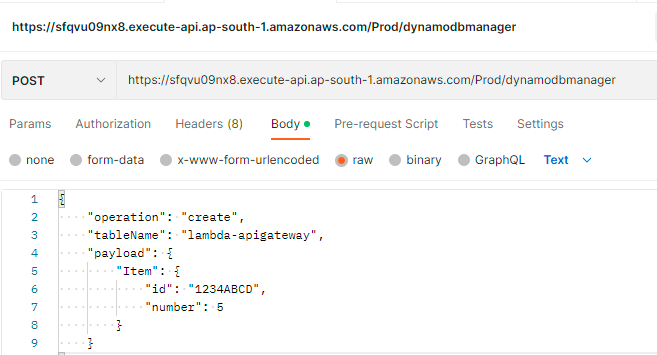 https://sfqvu09nx8.execute-api.ap-south-1.amazonaws.com/Prod/dynamodbmanager
POST https://sfqvu09nx8.execute-api.ap-south-1.amazonaws.com/Prod/dynamodbmanager
Params Authorization Headers (8) Body Pre-request Script Tests Settings
none form-data x-www-form-urlencoded raw binary GraphQL Text
1 {
2 "operation": "create",
3 "tableName": "lambda-apigateway",
4 "payload": {
5 "Item": {
6 "id": "1234ABCD",
7 "number": 5
8 }
9 }